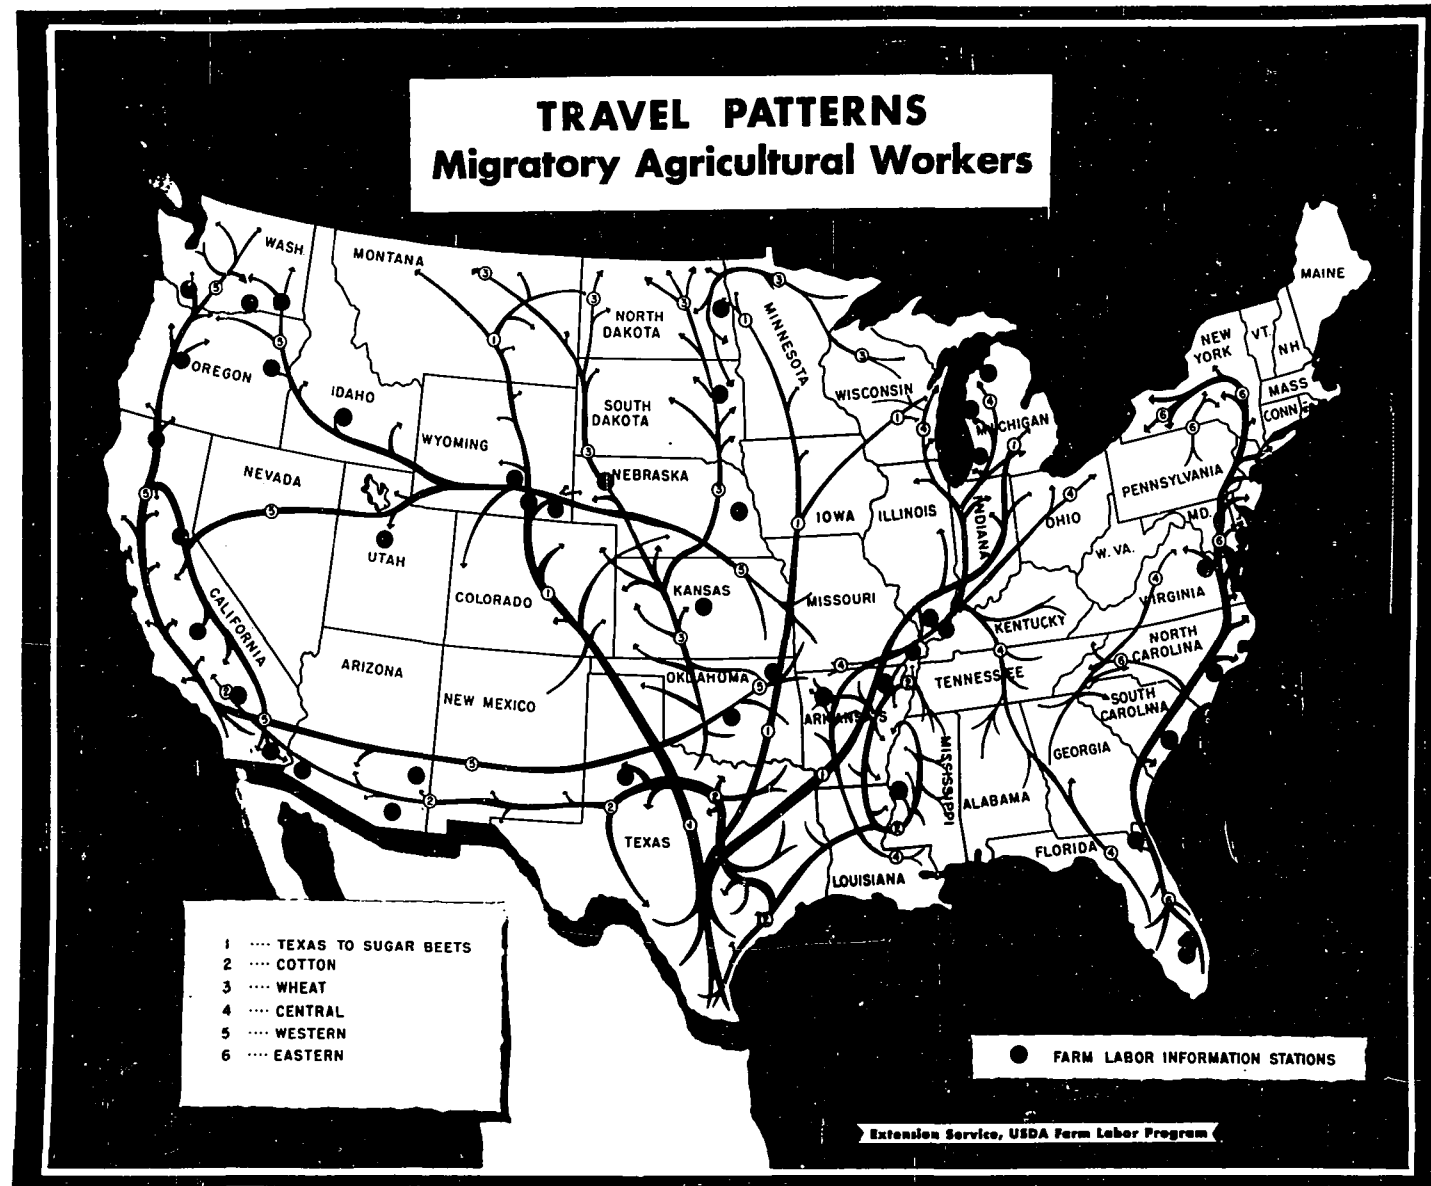 TRAVEL PATTERNS
Migratory Agricultural Workers
WASH.
MONTANA
NORTH
DAKOTA
MINNESOTA
MAINE
NEW
YORK
VT.
NH
MASS
CONN
OREGON
IDAHO
WYOMING
SOUTH
DAKOTA
WISCONSIN
MICHIGAN
NEVADA
NEBRASKA
IOWA
ILLINOIS
INDIANA
OHIO
PENNSYLVANIA
MD.
W. VA.
VIRGINIA
UTAH
COLORADO
KANSAS
MISSOURI
KENTUCKY
CALIFORNIA
ARIZONA
NEW MEXICO
OKLAHOMA
ARKANSAS
TENNESSEE
NORTH
CAROLINA
SOUTH
CAROLINA
GEORGIA
MISSISSIPPI
ALABAMA
TEXAS
LOUISIANA
FLORIDA
1 .... TEXAS TO SUGAR BEETS
2 .... COTTON
3 .... WHEAT
4 .... CENTRAL
5 .... WESTERN
6 .... EASTERN
FARM LABOR INFORMATION STATIONS
Extension Service, USDA Farm Labor Program